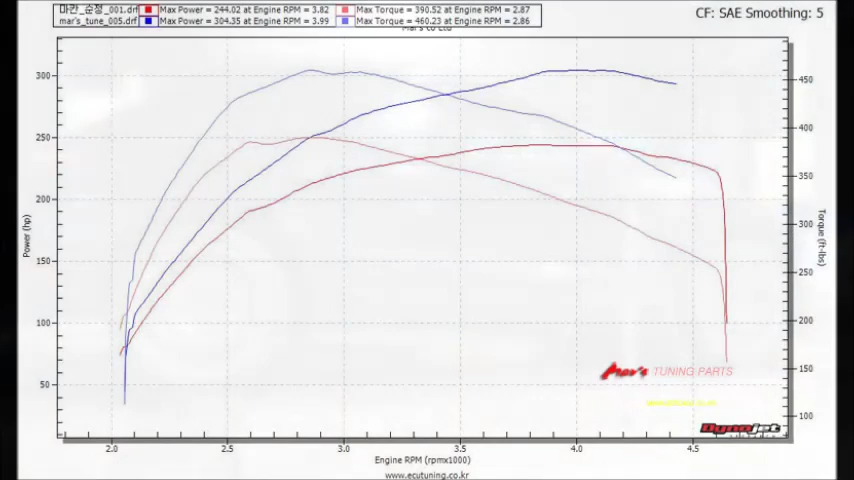 마칸_순정_001.drf Max Power = 244.02 at Engine RPM = 3.82 Max Torque = 390.52 at Engine RPM = 2.87
mar's_tune_005.drf Max Power = 304.35 at Engine RPM = 3.99 Max Torque = 460.23 at Engine RPM = 2.86
CF: SAE Smoothing: 5
Mar's Co Ltd
300
250
200
150
100
50
Power (hp)
450
400
350
300
250
200
150
100
Torque (ft-lbs)
Mar's TUNING PARTS
Dynojet
2.0 2.5 3.0 3.5 4.0 4.5
Engine RPM (rpmx1000)
www.ecutuning.co.kr